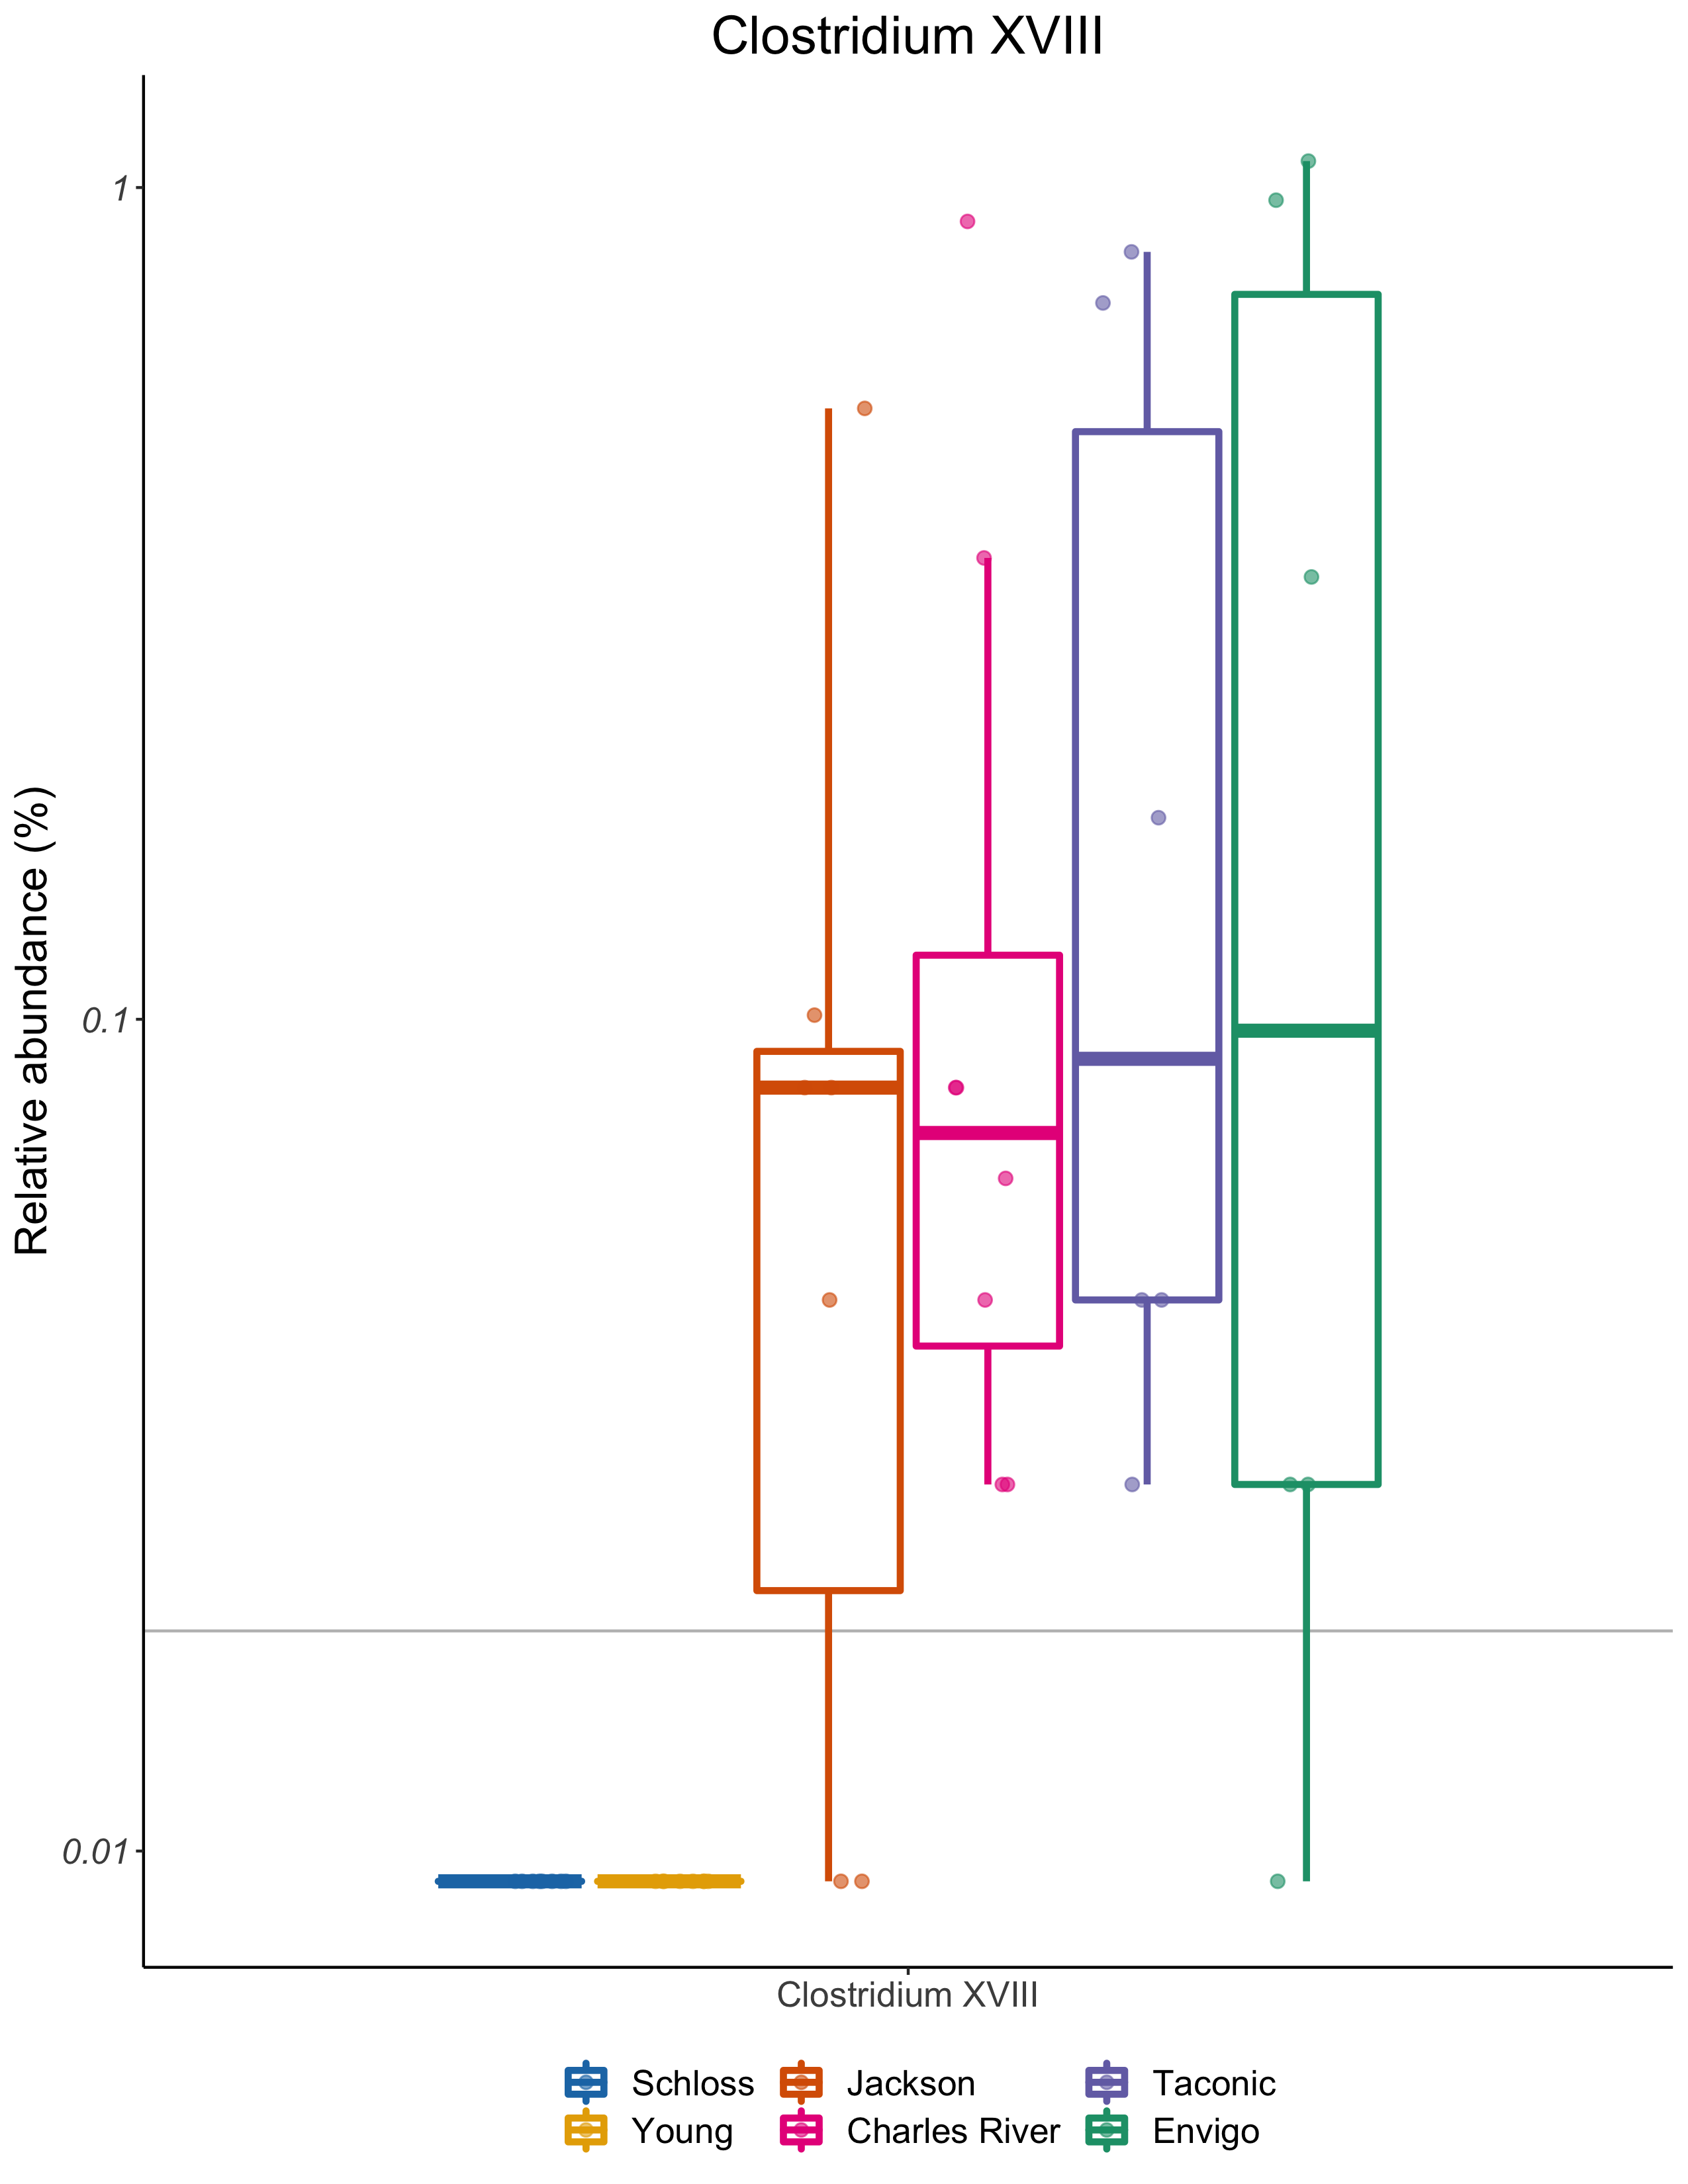 Clostridium XVIII
Relative abundance (%)
1
0.1
0.01
Clostridium XVIII
Schloss
Jackson
Taconic
Young
Charles River
Envigo